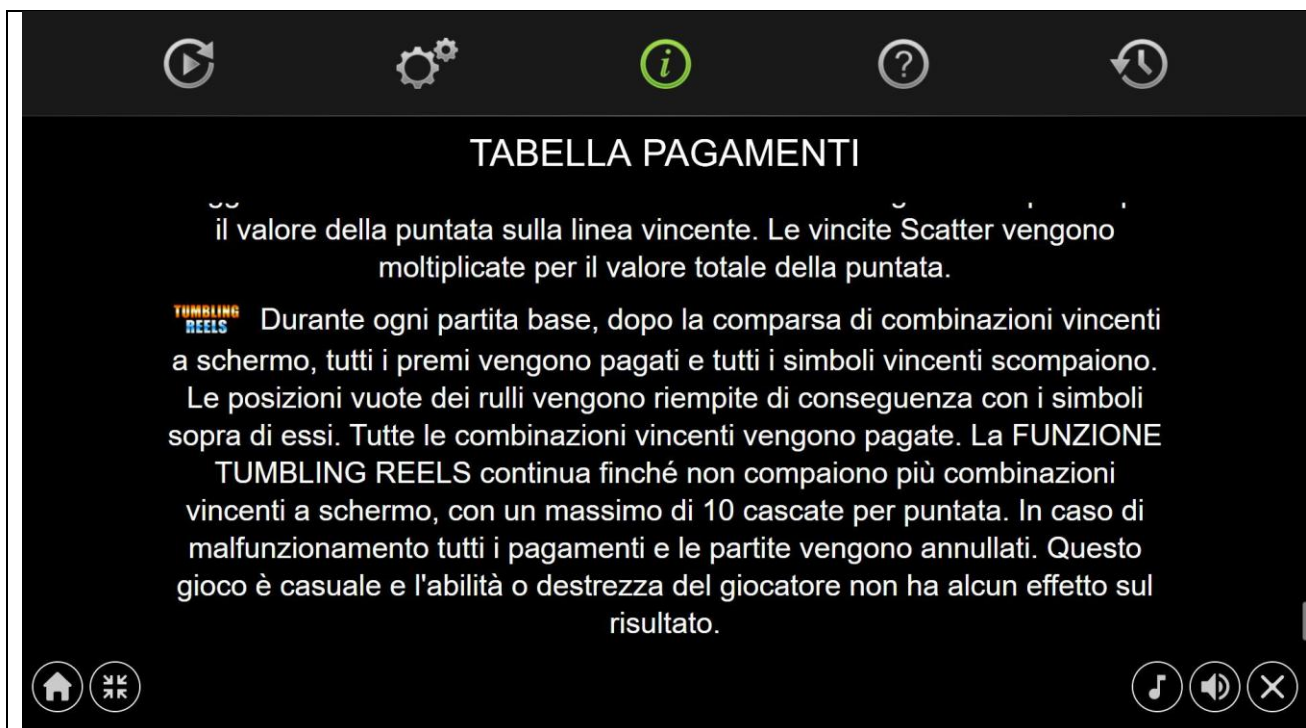 TABELLA PAGAMENTI
il valore della puntata sulla linea vincente. Le vincite Scatter vengono
moltiplicate per il valore totale della puntata.
TUMBLING REELS Durante ogni partita base, dopo la comparsa di combinazioni vincenti
a schermo, tutti i premi vengono pagati e tutti i simboli vincenti scompaiono.
Le posizioni vuote dei rulli vengono riempite di conseguenza con i simboli
sopra di essi. Tutte le combinazioni vincenti vengono pagate. La FUNZIONE
TUMBLING REELS continua finché non compaiono più combinazioni
vincenti a schermo, con un massimo di 10 cascate per puntata. In caso di
malfunzionamento tutti i pagamenti e le partite vengono annullati. Questo
gioco è casuale e l'abilità o destrezza del giocatore non ha alcun effetto sul
risultato.